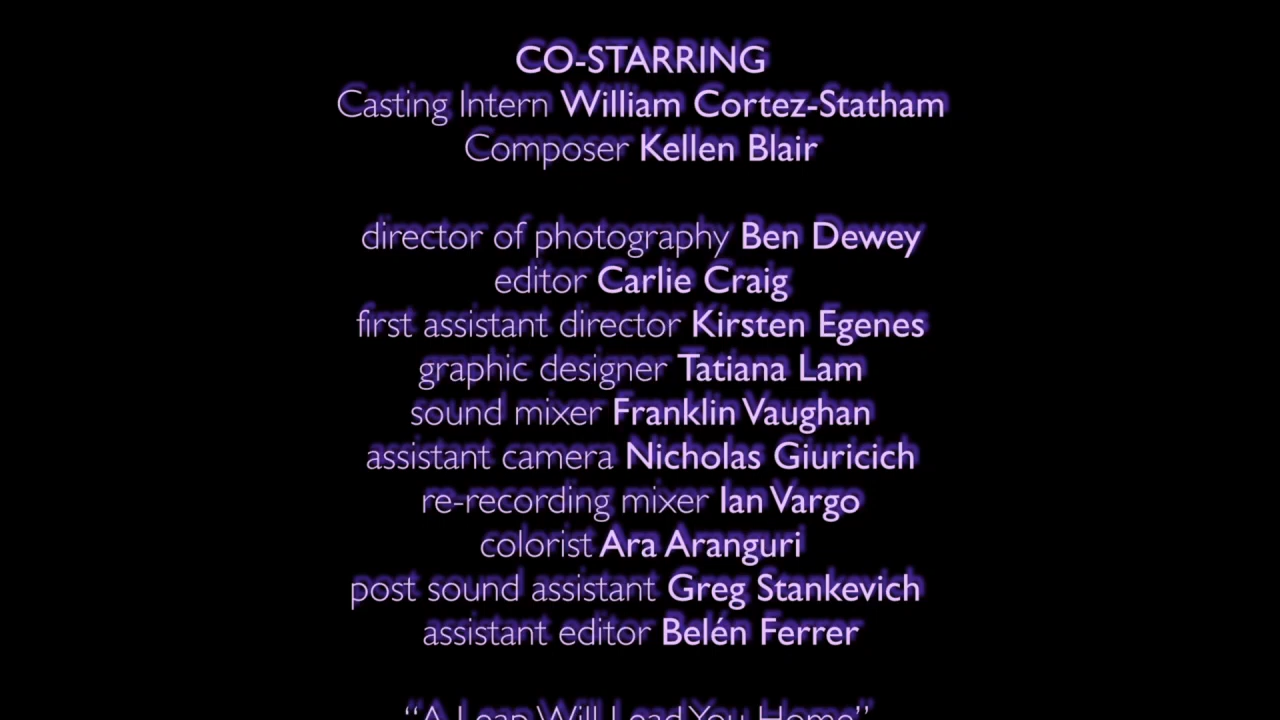 CO-STARRING
Casting Intern William Cortez-Statham
Composer Kellen Blair
director of photography Ben Dewey
editor Carlie Craig
first assistant director Kirsten Egenes
graphic designer Tatiana Lam
sound mixer Franklin Vaughan
assistant camera Nicholas Giuricich
re-recording mixer Ian Vargo
colorist Ara Aranguri
post sound assistant Greg Stankevich
assistant editor Belén Ferrer
“A Leap Will Lead You Home”